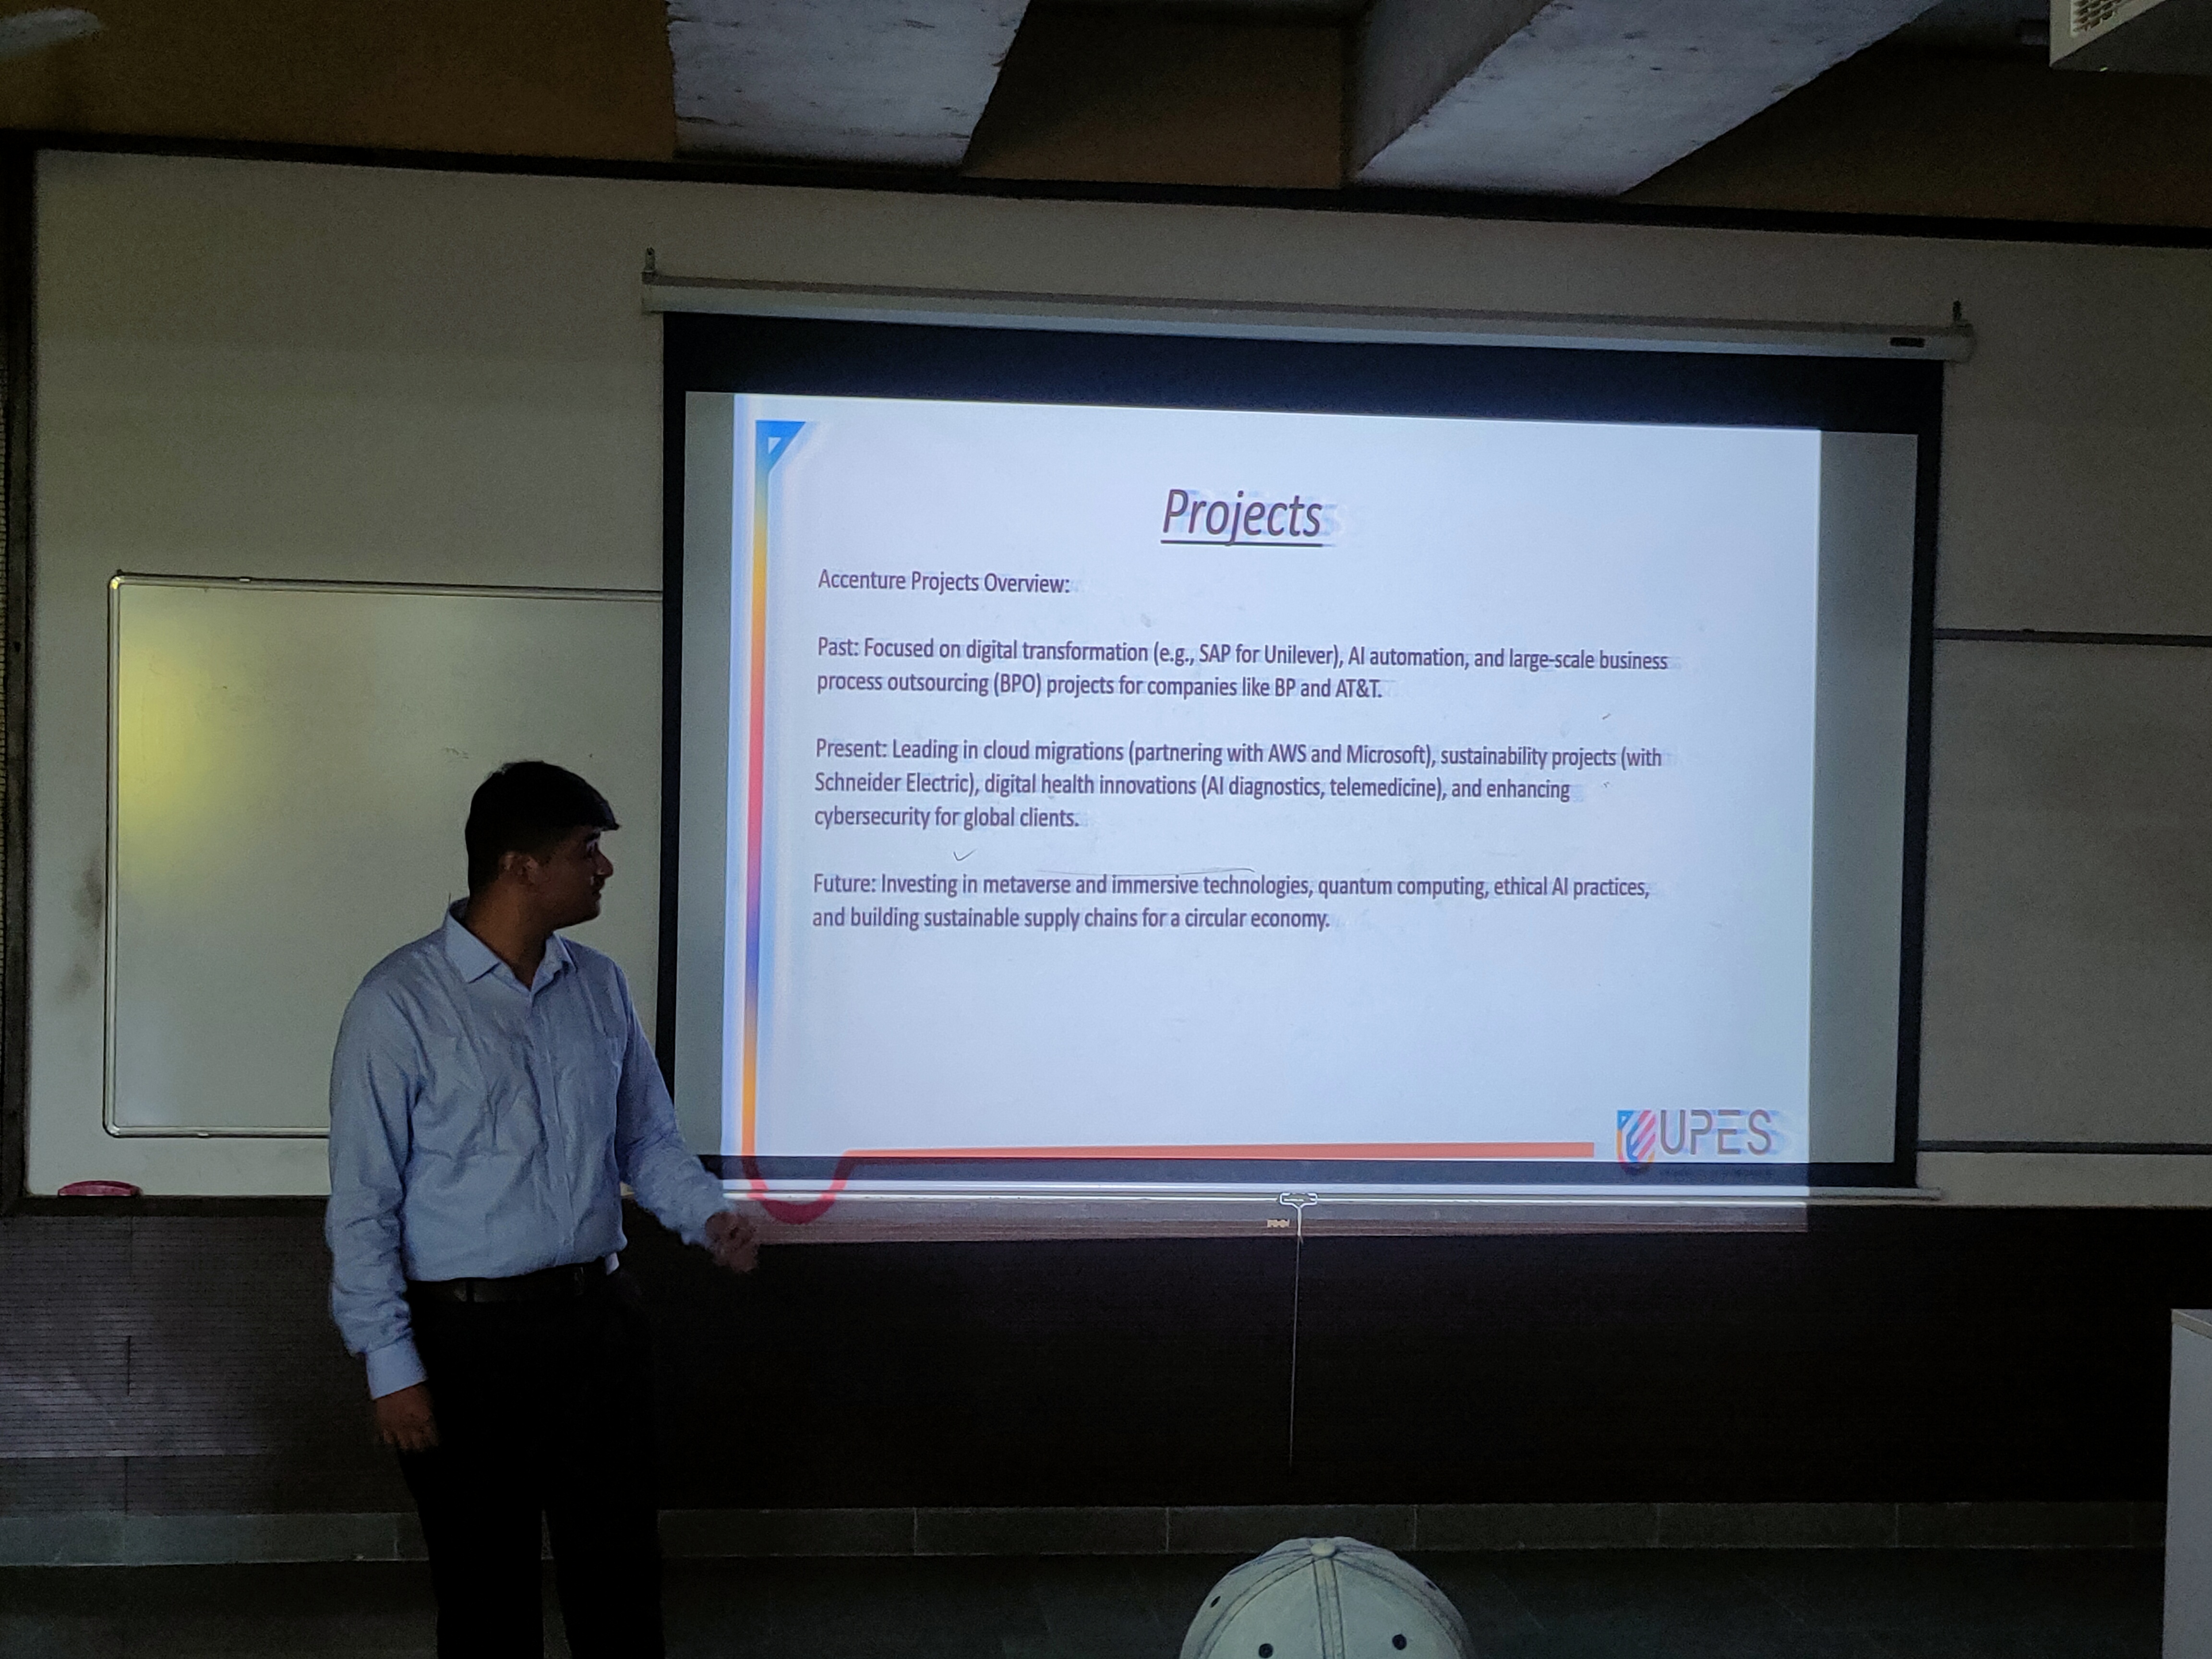 Projects
Accenture Projects Overview:
Past: Focused on digital transformation (e.g., SAP for Unilever), AI automation, and large-scale business
process outsourcing (BPO) projects for companies like BP and AT&T.
Present: Leading in cloud migrations (partnering with AWS and Microsoft), sustainability projects (with
Schneider Electric), digital health innovations (AI diagnostics, telemedicine), and enhancing
cybersecurity for global clients.
Future: Investing in metaverse and immersive technologies, quantum computing, ethical AI practices,
and building sustainable supply chains for a circular economy.
UPES